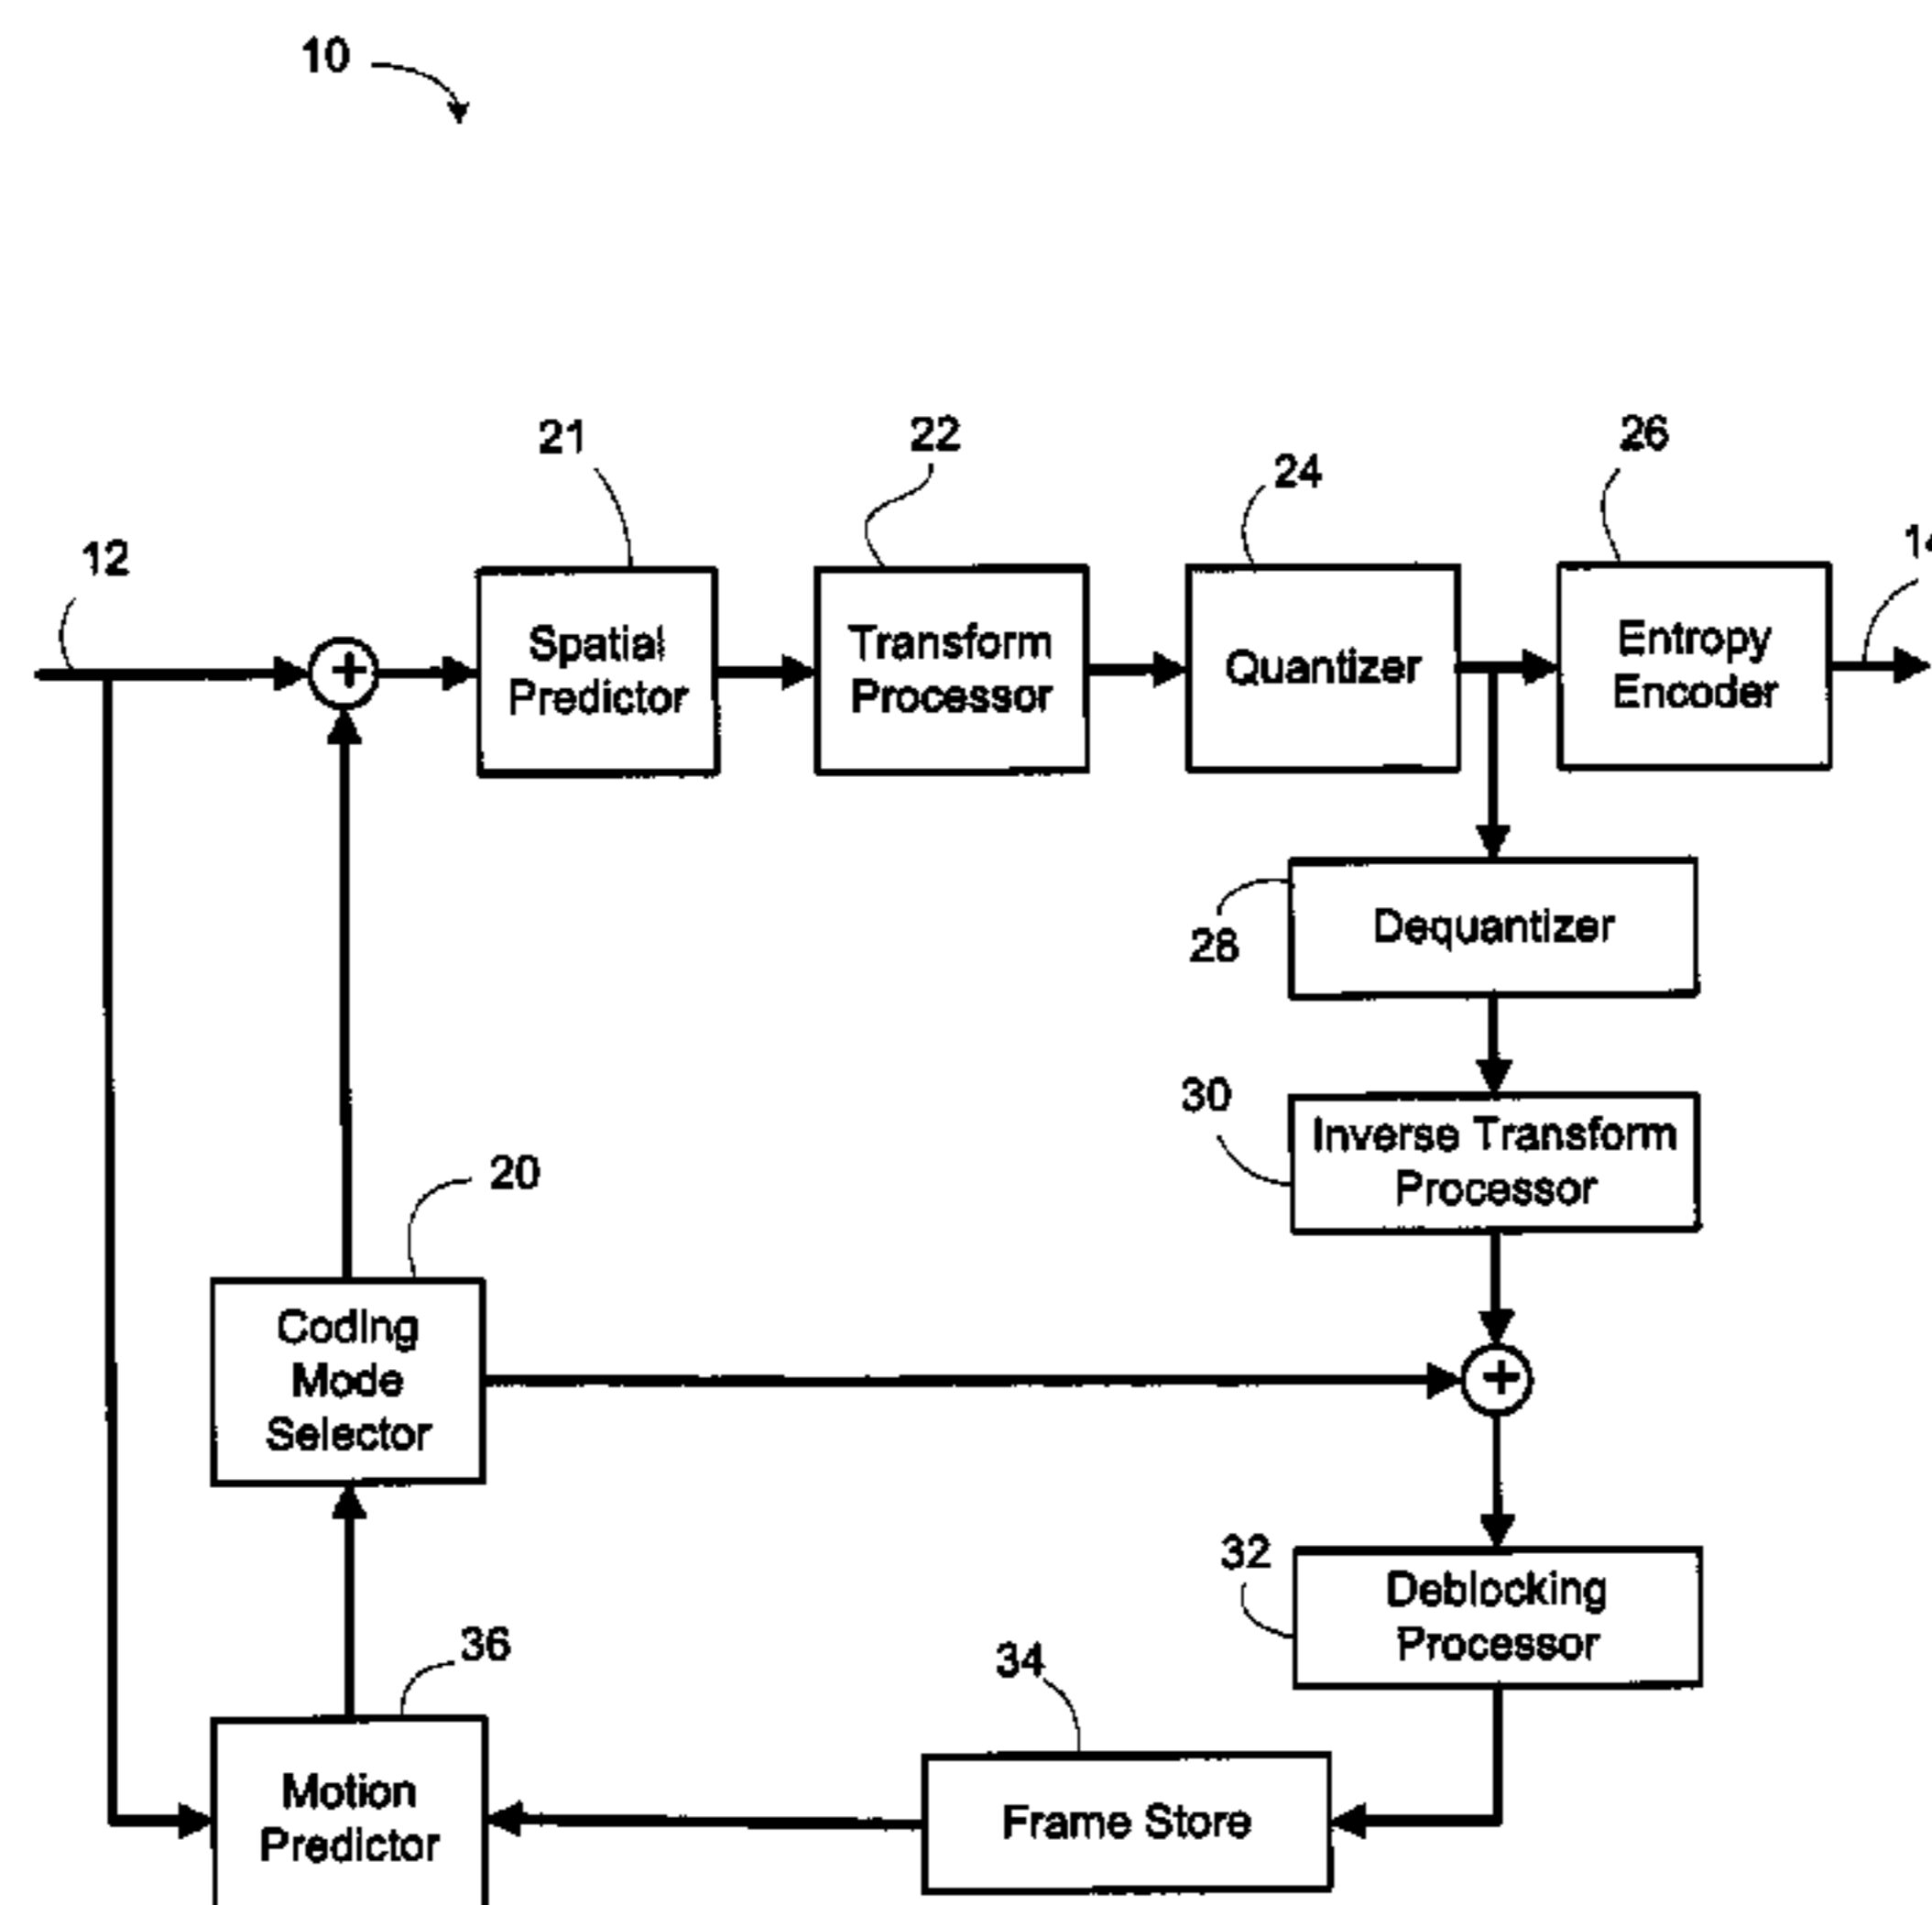 10
21
22
24
26
12
Spatial
Predictor
Transform
Processor
Quantizer
Entropy
Encoder
+
28
Dequantizer
30
Inverse Transform
Processor
20
Coding
Mode
Selector
+
32
Deblocking
Processor
36
34
Motion
Predictor
Frame Store